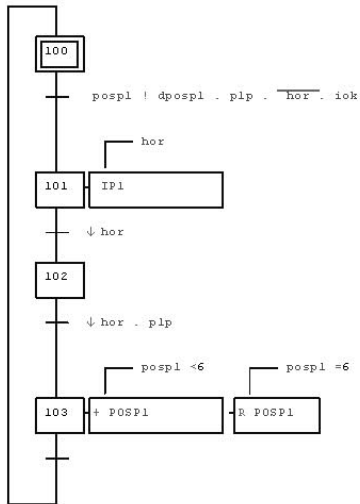 100
pospl ! dpospl . plp . hor . iok
hor
101 IP1
↓ hor
102
↓ hor . plp
pospl <6 pospl =6
103 + POSP1 R POSP1